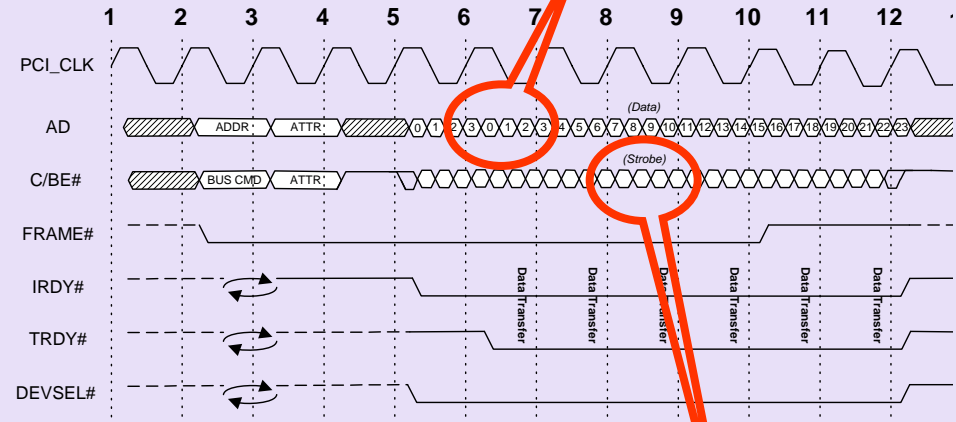 1 2 3 4 5 6 7 8 9 10 11 12
PCI_CLK
(Data)
AD ADDR ATTR 0 1 2 3 0 1 2 3 4 5 6 7 8 9 10 11 12 13 14 15 16 17 18 19 20 21 22 23
(Strobe)
C/BE# BUS CMD ATTR
FRAME#
IRDY#
Data Transfer Data Transfer Data Transfer Data Transfer Data Transfer Data Transfer
TRDY#
DEVSEL#